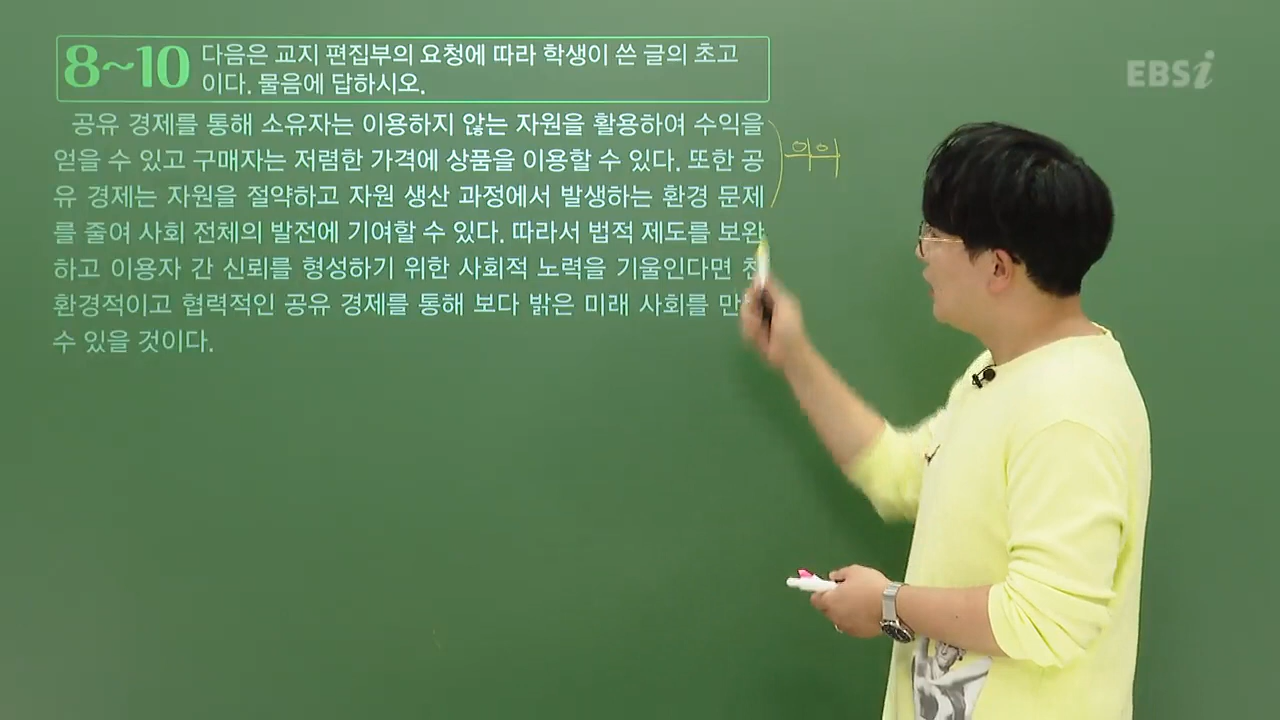 8~10 다음은 교지 편집부의 요청에 따라 학생이 쓴 글의 초고
이다. 물음에 답하시오.
EBSi
공유 경제를 통해 소유자는 이용하지 않는 자원을 활용하여 수익을
얻을 수 있고 구매자는 저렴한 가격에 상품을 이용할 수 있다. 또한 공
유 경제는 자원을 절약하고 자원 생산 과정에서 발생하는 환경 문제
를 줄여 사회 전체의 발전에 기여할 수 있다. 따라서 법적 제도를 보완
하고 이용자 간 신뢰를 형성하기 위한 사회적 노력을 기울인다면 친
환경적이고 협력적인 공유 경제를 통해 보다 밝은 미래 사회를
수 있을 것이다.